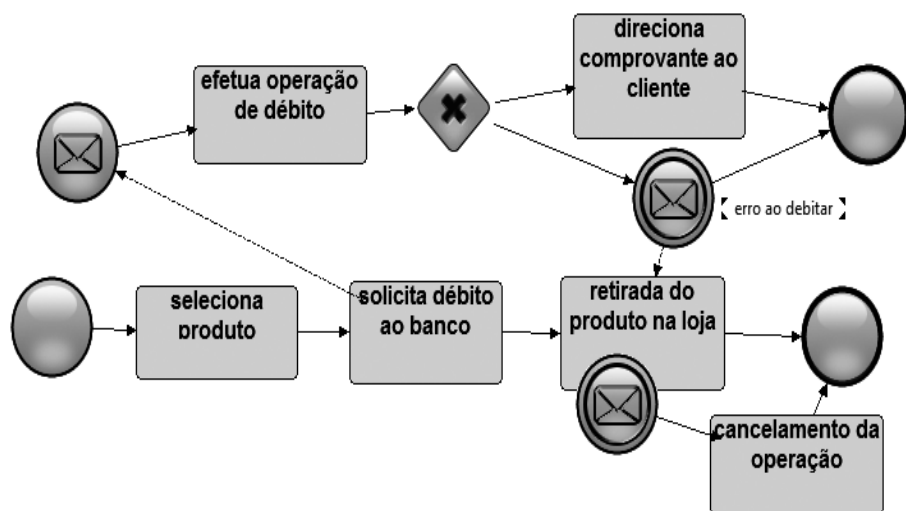 direciona
comprovante ao
cliente
efetua operação
de débito
erro ao debitar
seleciona
produto
solicita débito
ao banco
retirada do
produto na loja
cancelamento da
operação